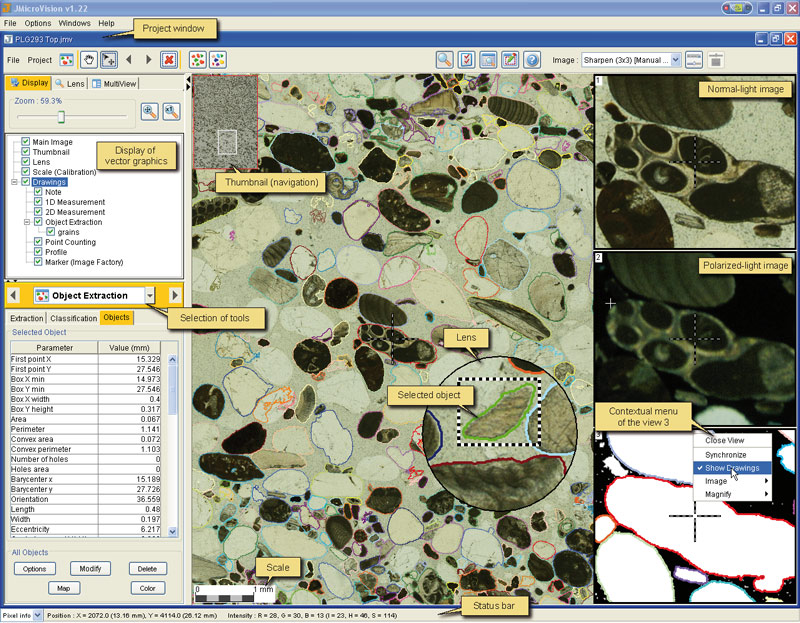 JMicroVision v1.22
File Options Windows Help
Project window
PLG293 Top.jmv
File Project
Image : Sharpen (3x3) [Manual ...
Display Lens MultiView
Zoom : 59.3%
Main Image
Thumbnail
Lens
Scale (Calibration)
Drawings
Note
1D Measurement
2D Measurement
Object Extraction
grains
Point Counting
Profile
Marker (Image Factory)
Display of
vector graphics
Thumbnail (navigation)
Object Extraction
Selection of tools
Extraction Classification Objects
Selected Object
Parameter Value (mm)
First point X 15.329
First point Y 27.546
Box X min 14.973
Box Y min 27.546
Box X width 0.4
Box Y height 0.317
Area 0.067
Perimeter 1.141
Convex area 0.072
Convex perimeter 1.103
Number of holes 0
Holes area 0
Barycenter x 15.189
Barycenter y 27.726
Orientation 36.559
Length 0.48
Width 0.197
Eccentricity 6.217
All Objects
Options Modify Delete
Map Color
Lens
Selected object
Scale
0 1 mm
1
Normal-light image
2
Polarized-light image
Contextual menu
of the view 3
3
Close View
Synchronize
Show Drawings
Image
Magnify
Status bar
Pixel info Position : X = 2072.0 (13.16 mm), Y = 4114.0 (26.12 mm) Intensity : R = 28, G = 30, B = 13 (I = 23, H = 46, S = 114)